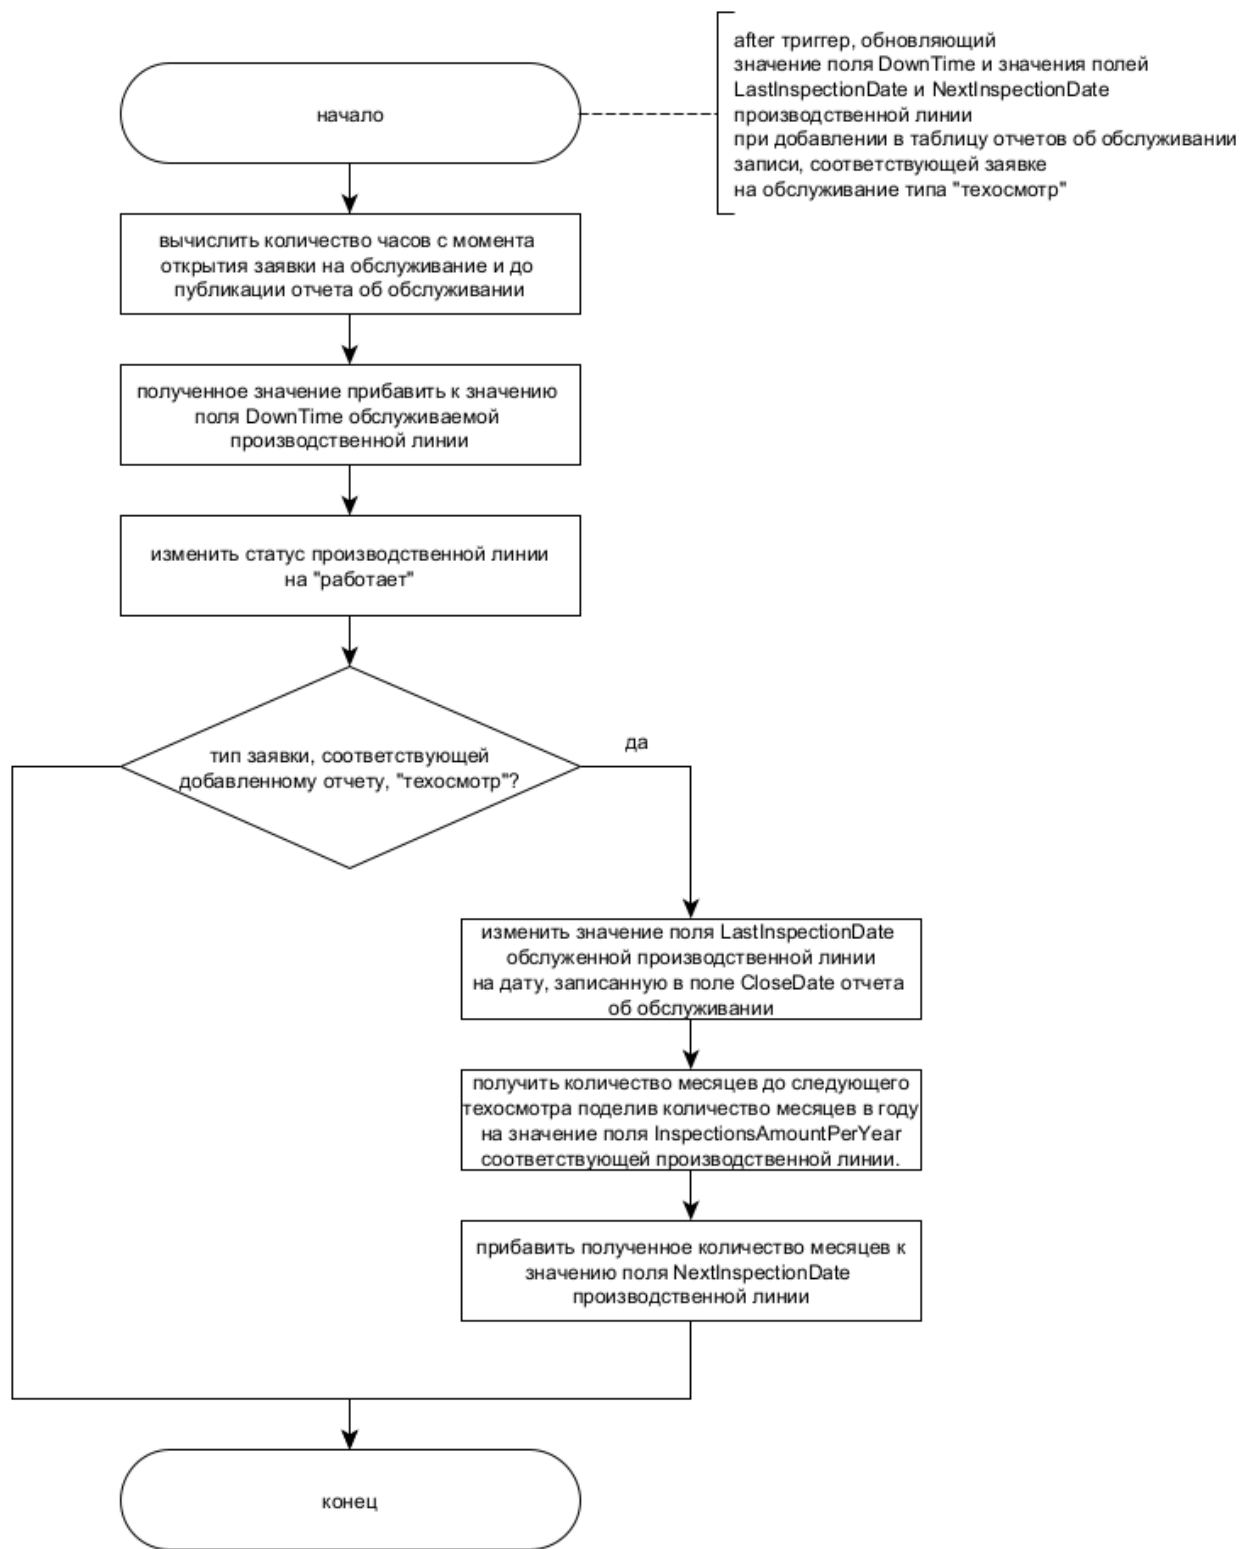 after триггер, обновляющий
значение поля DownTime и значения полей
LastInspectionDate и NextInspectionDate
производственной линии
при добавлении в таблицу отчетов об обслуживании
записи, соответствующей заявке
на обслуживание типа "техосмотр"
начало
вычислить количество часов с момента
открытия заявки на обслуживание и до
публикации отчета об обслуживании
полученное значение прибавить к значению
поля DownTime обслуживаемой
производственной линии
изменить статус производственной линии
на "работает"
тип заявки, соответствующей
добавленному отчету, "техосмотр"?
да
изменить значение поля LastInspectionDate
обслуженной производственной линии
на дату, записанную в поле CloseDate отчета
об обслуживании
получить количество месяцев до следующего
техосмотра поделив количество месяцев в году
на значение поля InspectionsAmountPerYear
соответствующей производственной линии.
прибавить полученное количество месяцев к
значению поля NextInspectionDate
производственной линии
конец